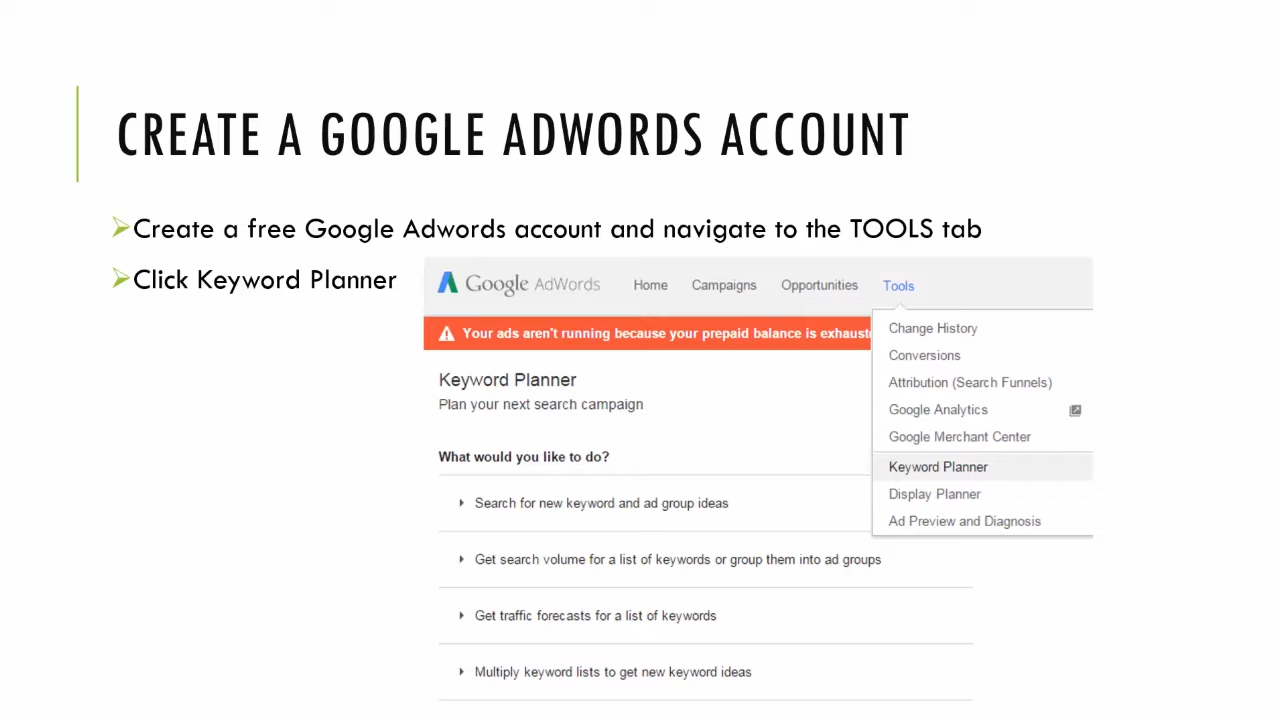 CREATE A GOOGLE ADWORDS ACCOUNT
Create a free Google Adwords account and navigate to the TOOLS tab
Click Keyword Planner
Google AdWords Home Campaigns Opportunities Tools
Your ads aren't running because your prepaid balance is exhauste
Change History
Conversions
Attribution (Search Funnels)
Google Analytics
Google Merchant Center
Keyword Planner
Display Planner
Ad Preview and Diagnosis
Keyword Planner
Plan your next search campaign
What would you like to do?
Search for new keyword and ad group ideas
Get search volume for a list of keywords or group them into ad groups
Get traffic forecasts for a list of keywords
Multiply keyword lists to get new keyword ideas